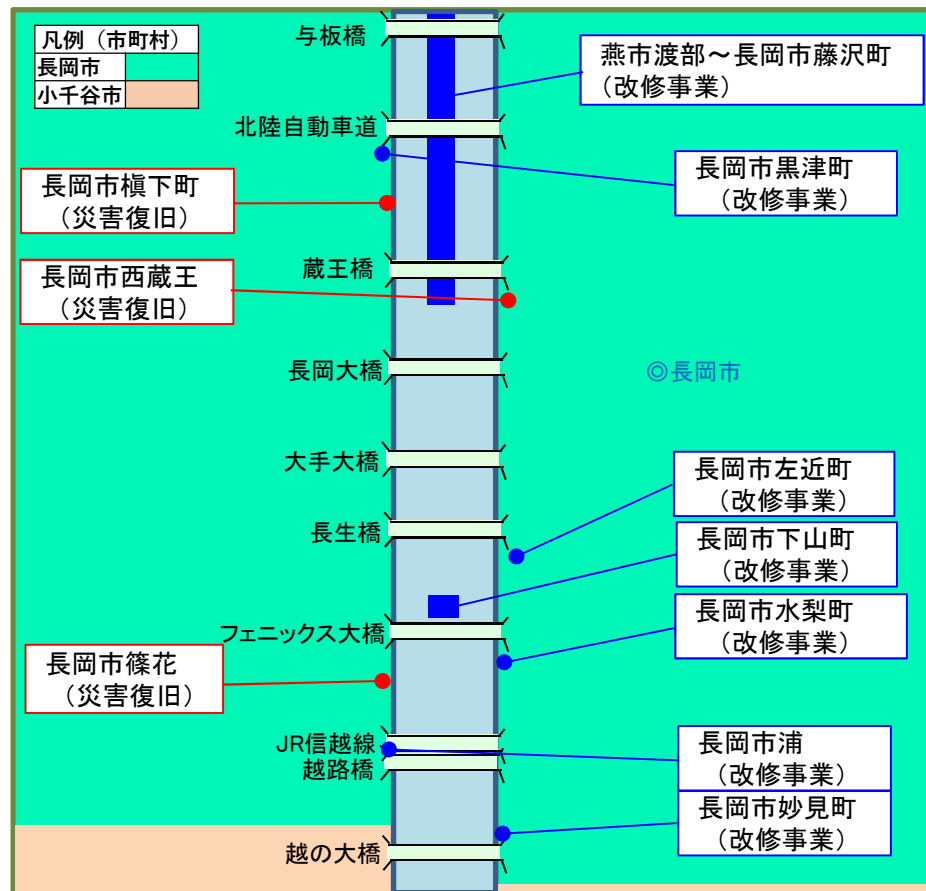 凡例（市町村）
長岡市
小千谷市
与板橋
燕市渡部～長岡市藤沢町
（改修事業）
北陸自動車道
長岡市黒津町
（改修事業）
長岡市槇下町
（災害復旧）
蔵王橋
長岡市西蔵王
（災害復旧）
長岡大橋
◎長岡市
大手大橋
長岡市左近町
（改修事業）
長生橋
長岡市下山町
（改修事業）
フェニックス大橋
長岡市水梨町
（改修事業）
長岡市篠花
（災害復旧）
JR信越線
越路橋
長岡市浦
（改修事業）
長岡市妙見町
（改修事業）
越の大橋